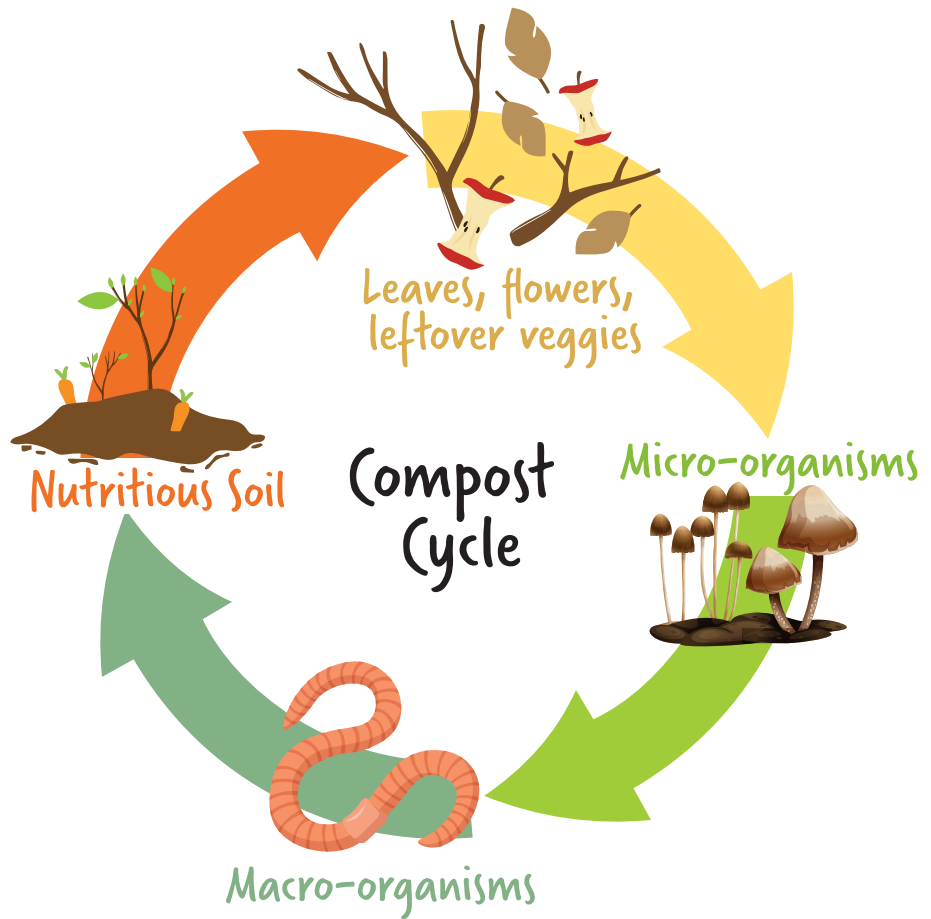 Leaves, flowers,
leftover veggies
Micro-organisms
Nutritious Soil
Compost
Cycle
Macro-organisms